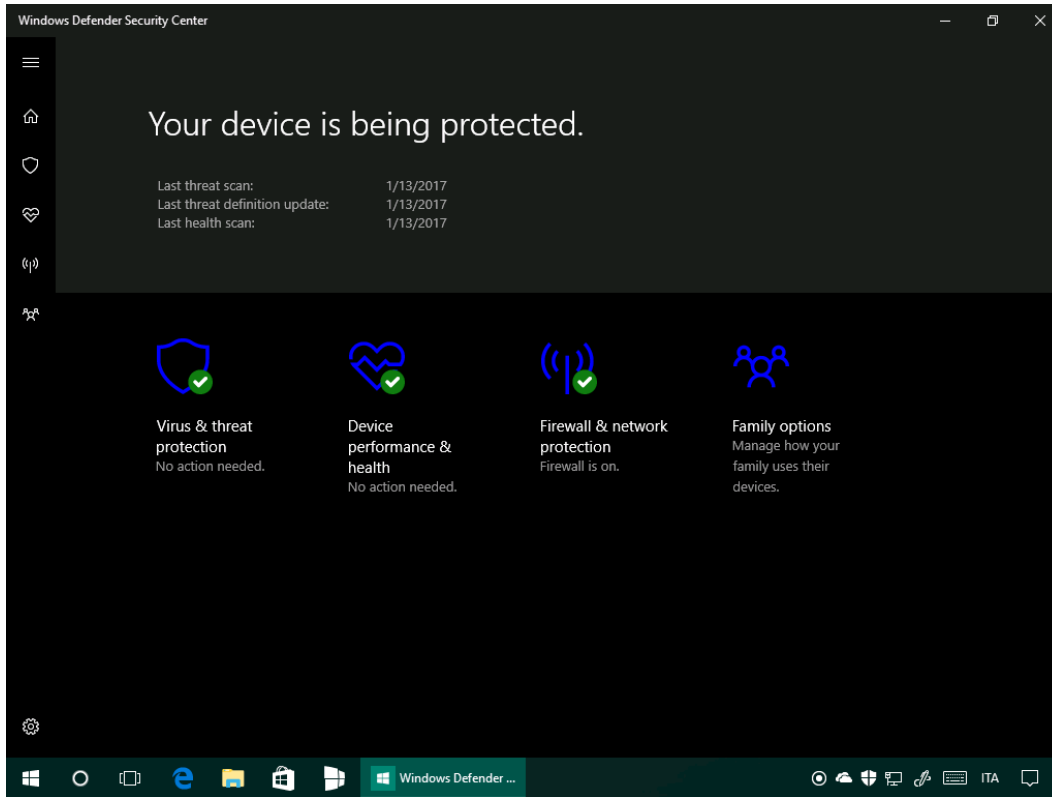 Windows Defender Security Center
Your device is being protected.
Last threat scan: 1/13/2017
Last threat definition update: 1/13/2017
Last health scan: 1/13/2017
Virus & threat
protection
No action needed.
Device
performance &
health
No action needed.
Firewall & network
protection
Firewall is on.
Family options
Manage how your
family uses their
devices.
Windows Defender ...
ITA